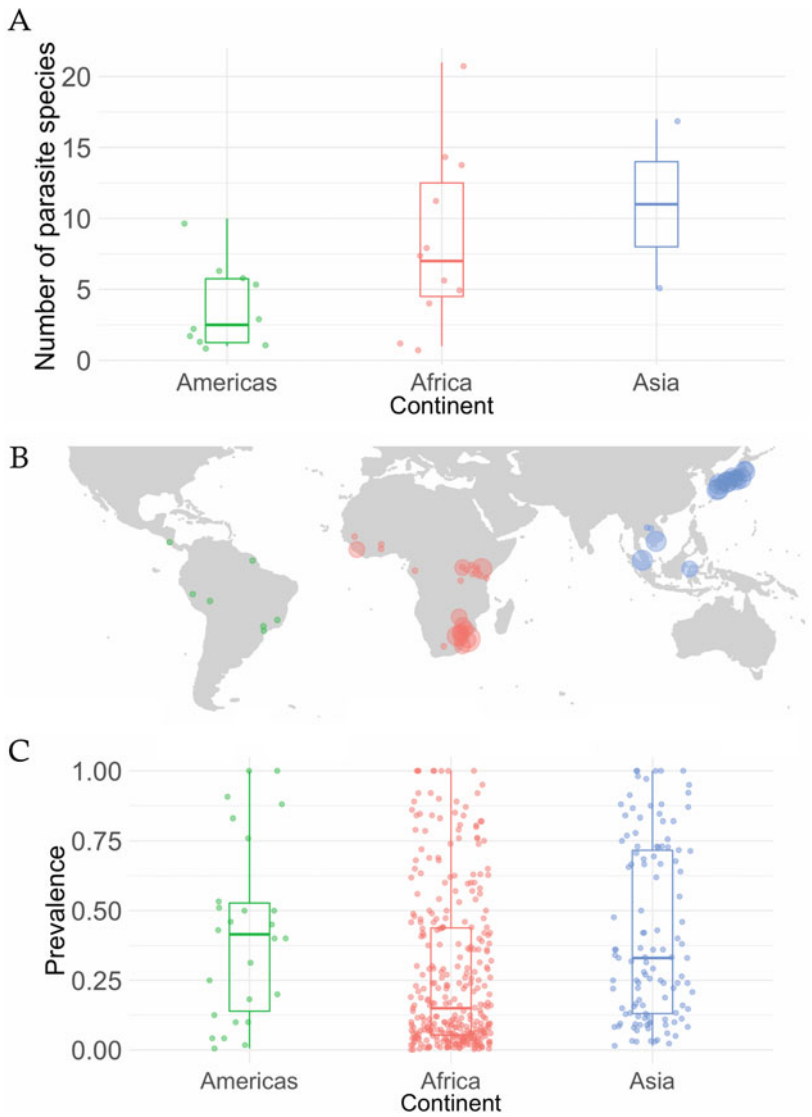 A
Number of parasite species
20
15
10
5
0
Americas
Africa
Asia
Continent
B
C
Prevalence
1.00
0.75
0.50
0.25
0.00
Americas
Africa
Asia
Continent